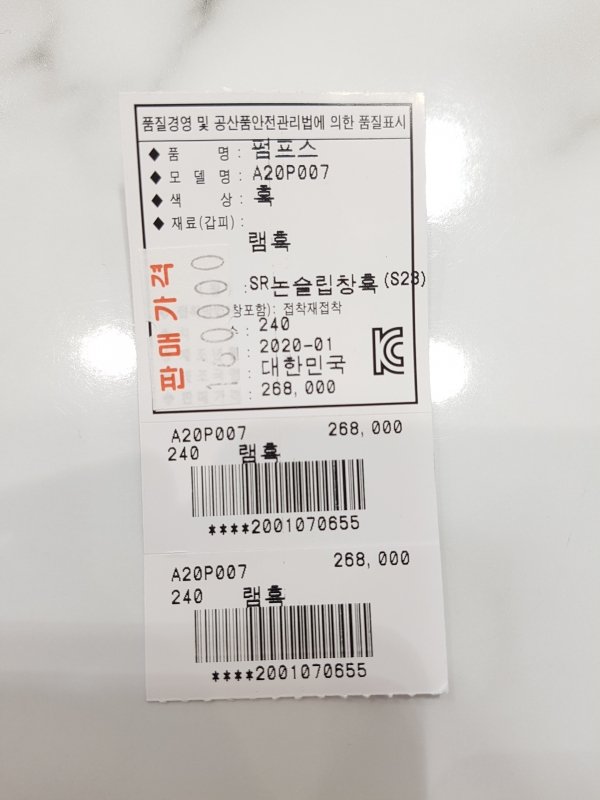 품질경영 및 공산품안전관리법에 의한 품질표시
◆ 품 명 : 펌프스
◆ 모 델 명 : A20P007
◆ 색 상 : 흑
◆ 재료(갑피) :
램흑
:SR논슬립창흑(S28)
창포함): 접착재접착
: 240
: 2020-01
: 대한민국
: 268,000
판매가격
A20P007 268,000
240 램흑
****2001070655
A20P007 268,000
240 램흑
****2001070655